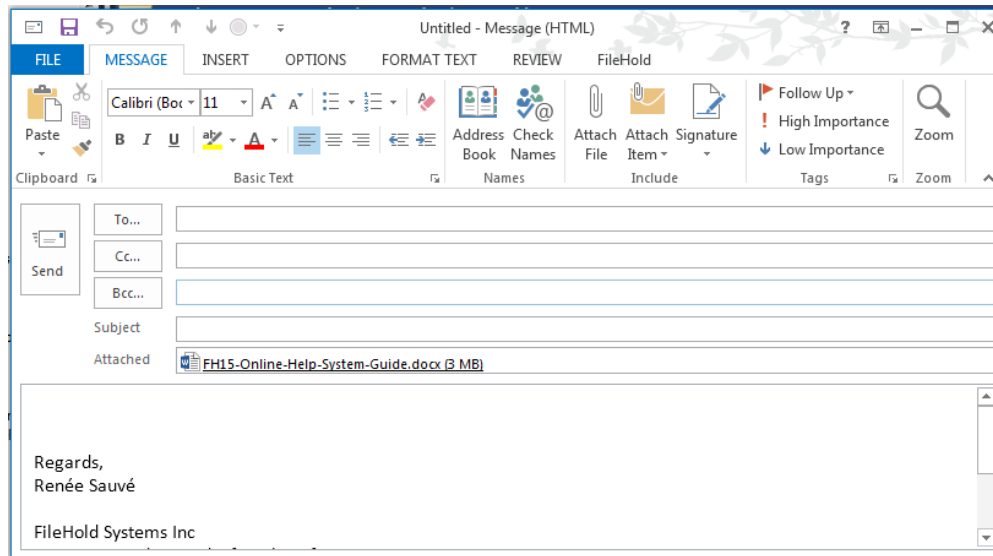 Untitled - Message (HTML)
FILE MESSAGE INSERT OPTIONS FORMAT TEXT REVIEW FileHold
Calibri (Boc 11 A A Follow Up
Paste B I U aby A Address Book Check Names Attach File Attach Item Signature High Importance Zoom
Low Importance
Clipboard Basic Text Names Include Tags Zoom
To...
Send
Cc...
Bcc...
Subject
Attached FH15-Online-Help-System-Guide.docx (3 MB)
Regards,
Renée Sauvé
FileHold Systems Inc